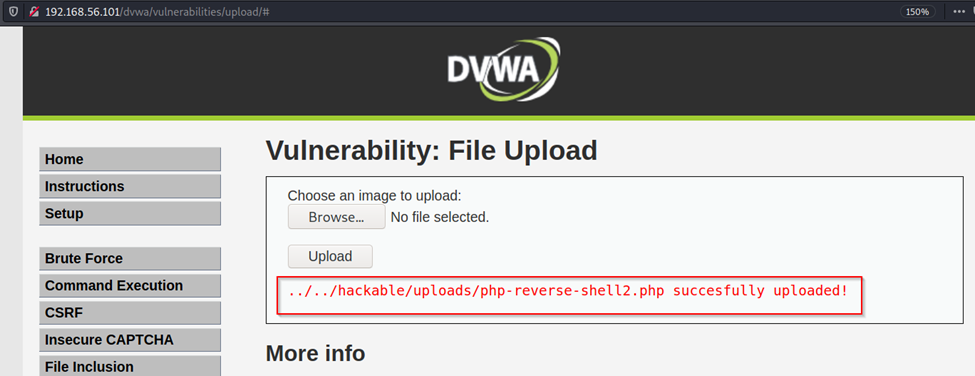 192.168.56.101/dvwa/vulnerabilities/upload/#
150%
DVWA
Home
Instructions
Setup
Brute Force
Command Execution
CSRF
Insecure CAPTCHA
File Inclusion
Vulnerability: File Upload
Choose an image to upload:
Browse... No file selected.
Upload
../../hackable/uploads/php-reverse-shell2.php succesfully uploaded!
More info